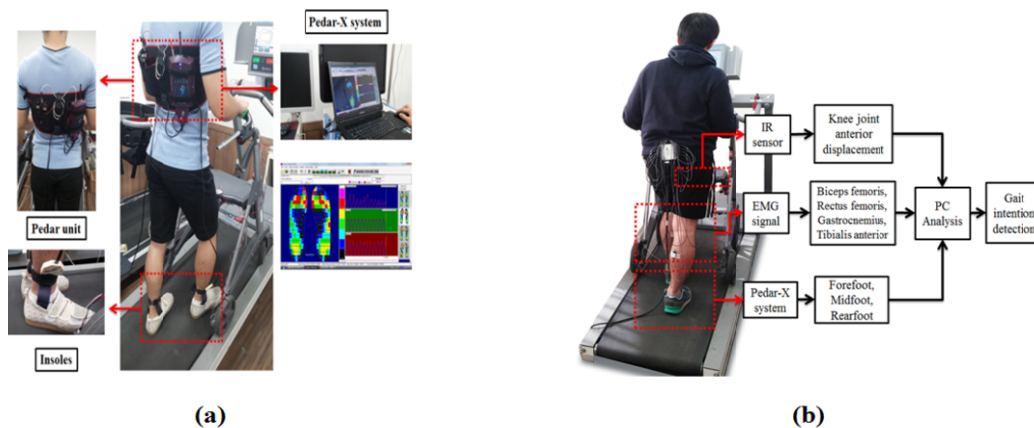 Pedar-X system
Pedar unit
Insoles
(a)
IR
sensor
Knee joint
anterior
displacement
EMG
signal
Biceps femoris,
Rectus femoris,
Gastrocnemius,
Tibialis anterior
PC
Analysis
Gait
intention
detection
Pedar-X
system
Forefoot,
Midfoot,
Rearfoot
(b)